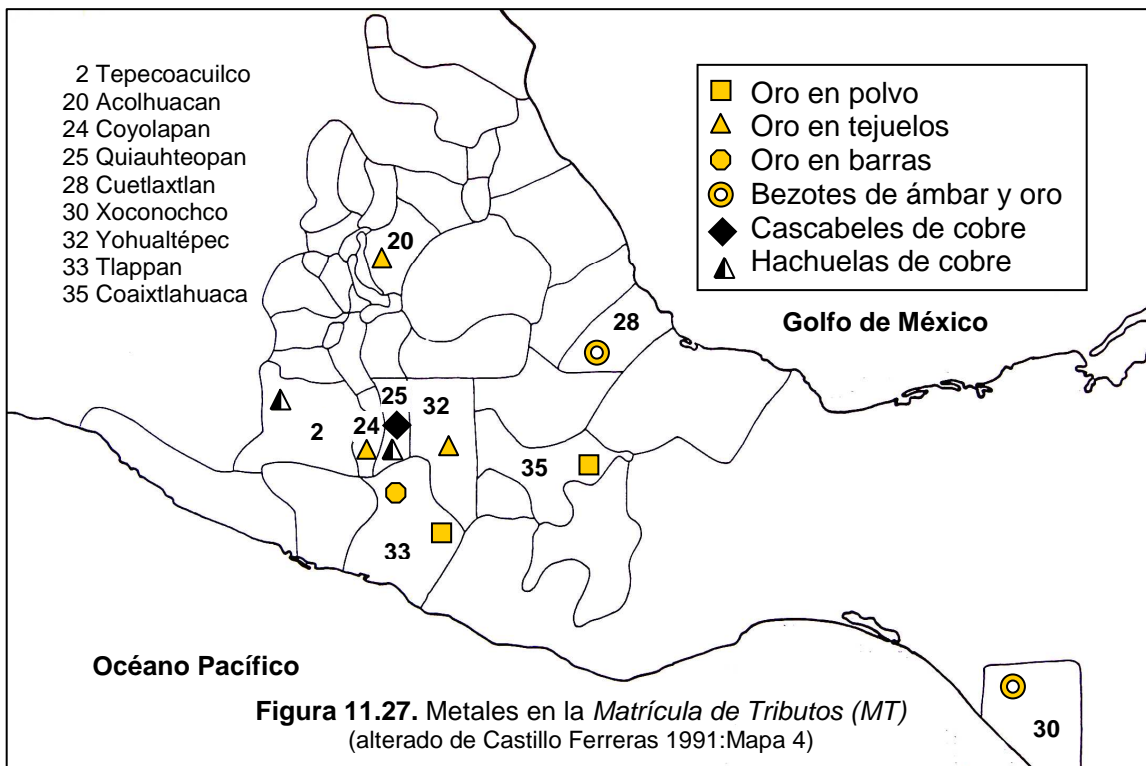 2 Tepecoacuilco
20 Acolhuacan
24 Coyolapan
25 Quiauhteopan
28 Cuetlaxtlan
30 Xoconochco
32 Yohualtépec
33 Tlappan
35 Coaixtlahuaca
Oro en polvo
Oro en tejuelos
Oro en barras
Bezotes de ámbar y oro
Cascabeles de cobre
Hachuelas de cobre
20
28
Golfo de México
25
32
2
24
35
33
Océano Pacífico
30
Figura 11.27. Metales en la Matrícula de Tributos (MT)
(alterado de Castillo Ferreras 1991:Mapa 4)